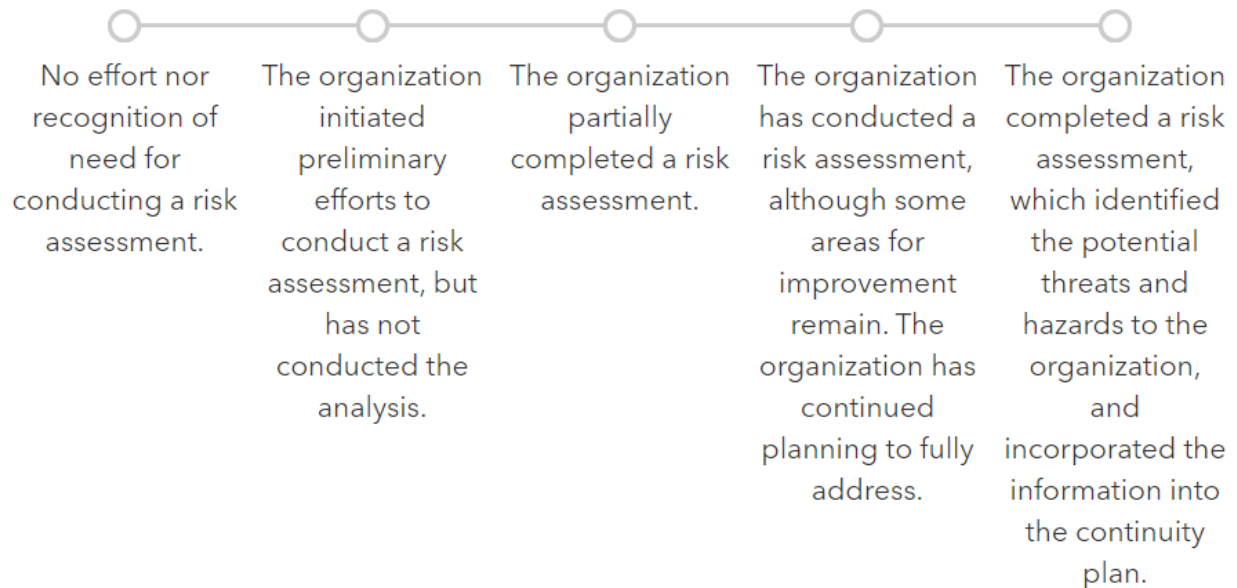 No effort nor
recognition of
need for
conducting a risk
assessment.
The organization
initiated
preliminary
efforts to
conduct a risk
assessment, but
has not
conducted the
analysis.
The organization
partially
completed a risk
assessment.
The organization
has conducted a
risk assessment,
although some
areas for
improvement
remain. The
organization has
continued
planning to fully
address.
The organization
completed a risk
assessment,
which identified
the potential
threats and
hazards to the
organization,
and
incorporated the
information into
the continuity
plan.